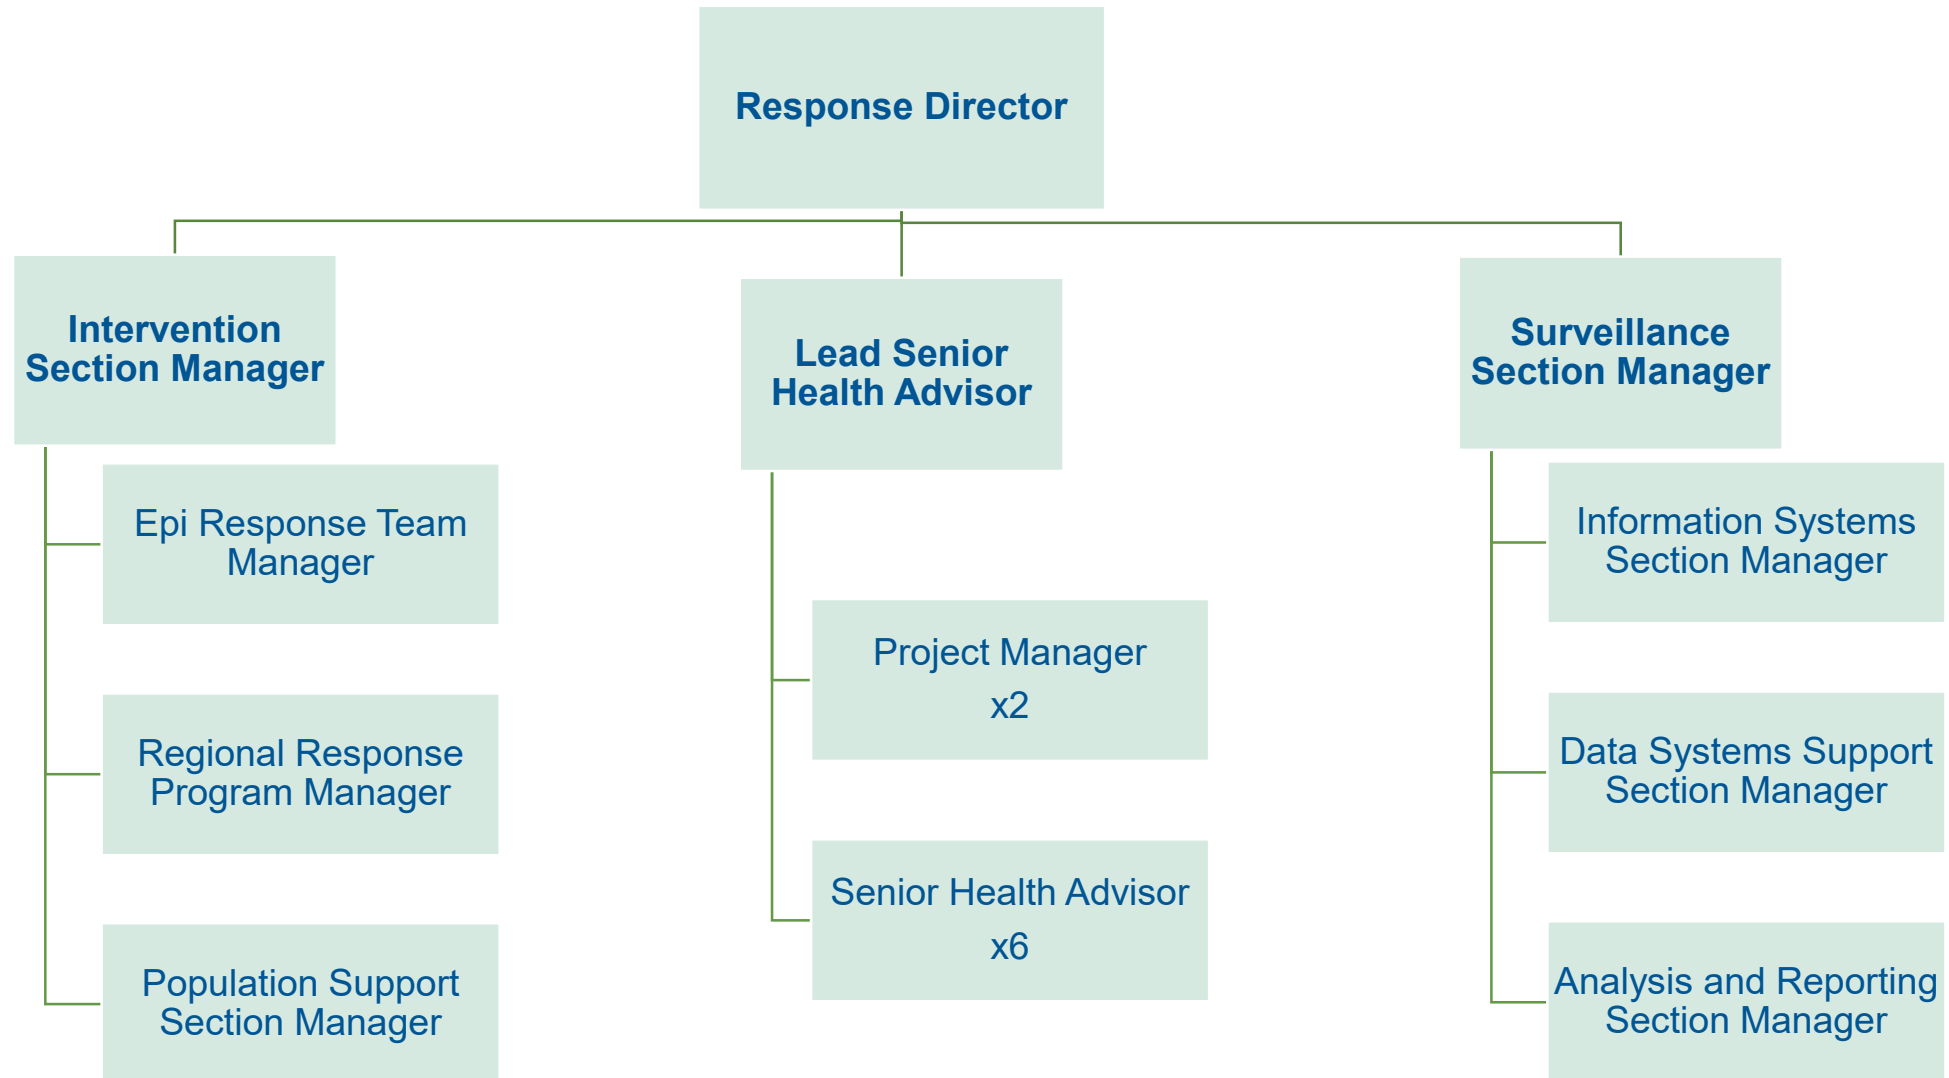 Response Director
Intervention
Section Manager
Epi Response Team
Manager
Regional Response
Program Manager
Population Support
Section Manager
Lead Senior
Health Advisor
Project Manager
x2
Senior Health Advisor
x6
Surveillance
Section Manager
Information Systems
Section Manager
Data Systems Support
Section Manager
Analysis and Reporting
Section Manager